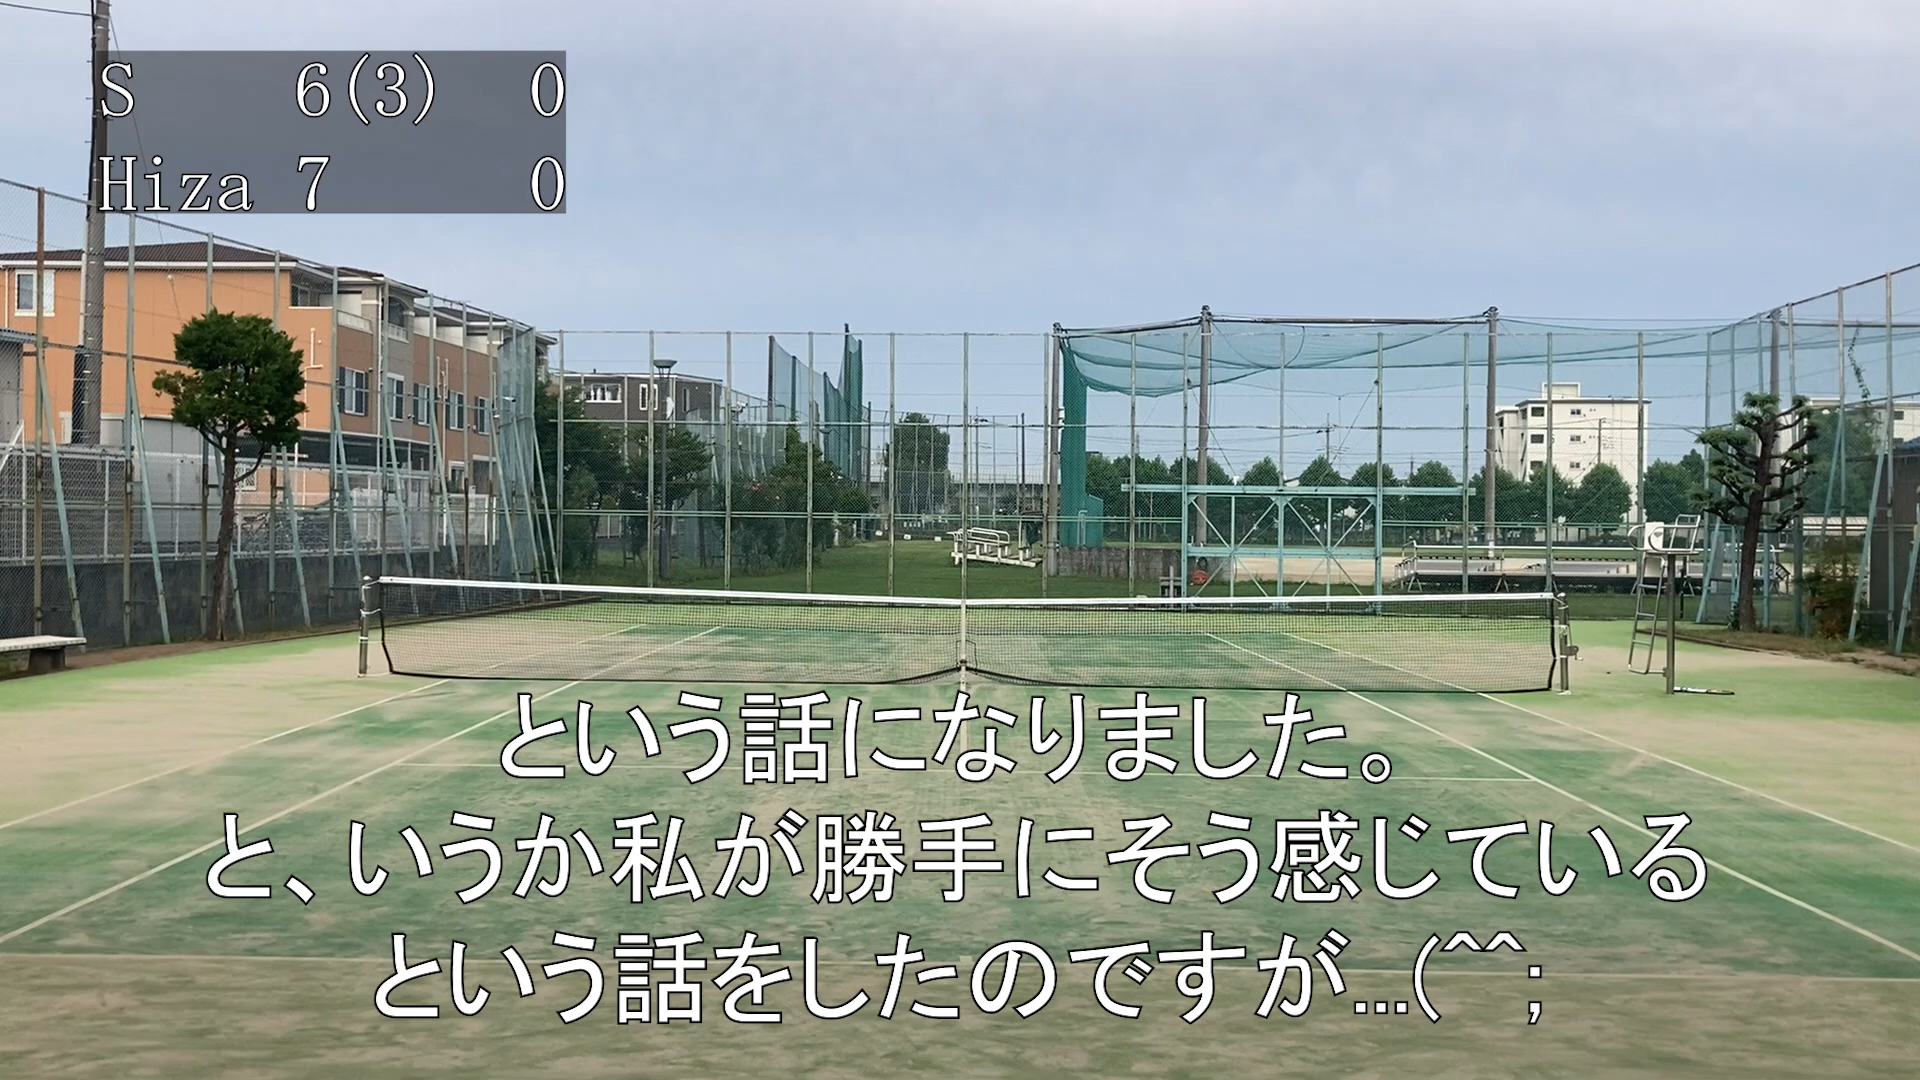 S 6(3) 0
Hiza 7 0
という話になりました。
と、いうか私が勝手にそう感じている
という話をしたのですが...(^^;